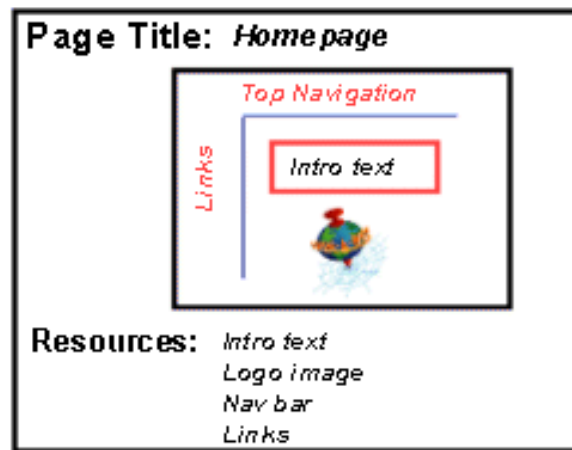 Page Title: Homepage
Top Navigation
Links
Intro text
Resources: Intro text
Logo image
Nav bar
Links